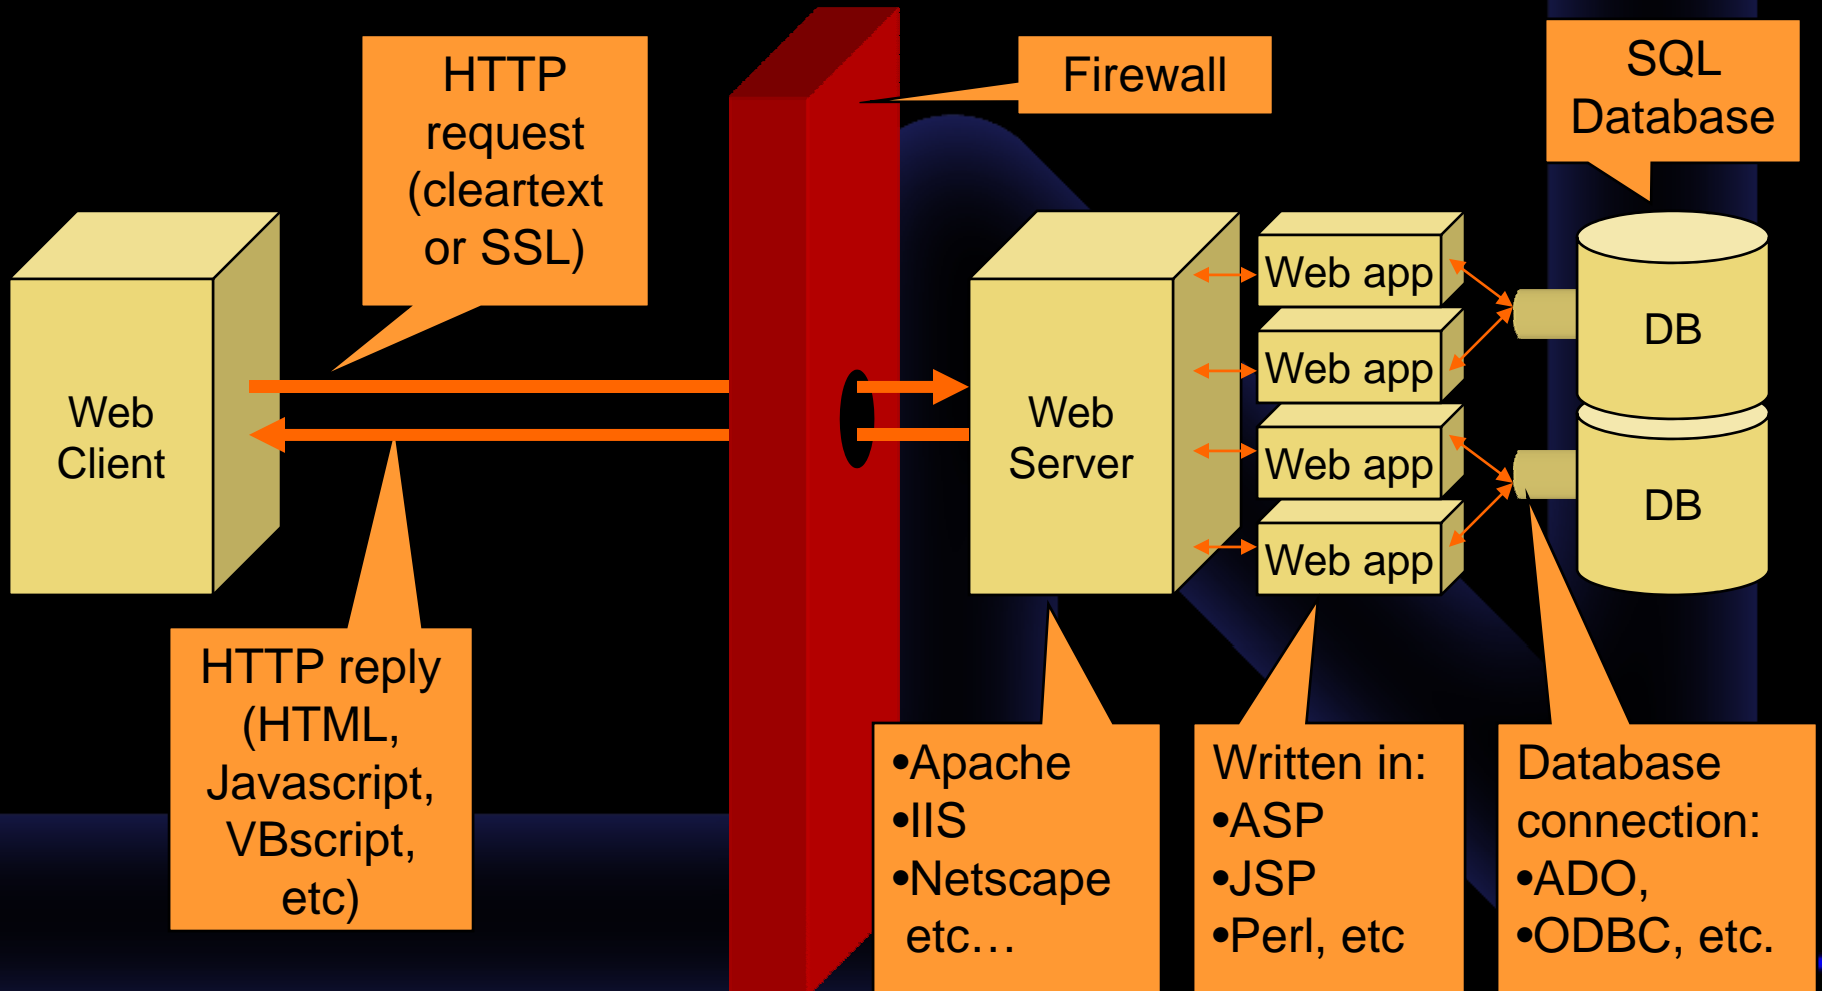 HTTP
request
(cleartext
or SSL)
Firewall
SQL
Database
Web
Client
Web
Server
Web app
Web app
Web app
Web app
DB
DB
HTTP reply
(HTML,
Javascript,
VBscript,
etc)
•Apache
•IIS
•Netscape
etc…
Written in:
•ASP
•JSP
•Perl, etc
Database
connection:
•ADO,
•ODBC, etc.